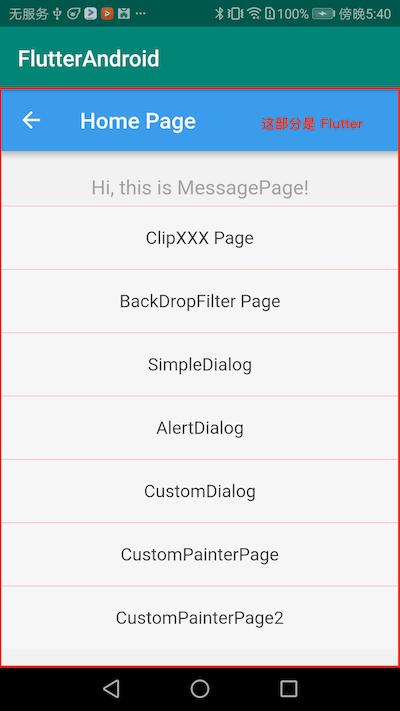 无服务 100% 傍晚5:40
FlutterAndroid
Home Page 这部分是 Flutter
Hi, this is MessagePage!
ClipXXX Page
BackDropFilter Page
SimpleDialog
AlertDialog
CustomDialog
CustomPainterPage
CustomPainterPage2